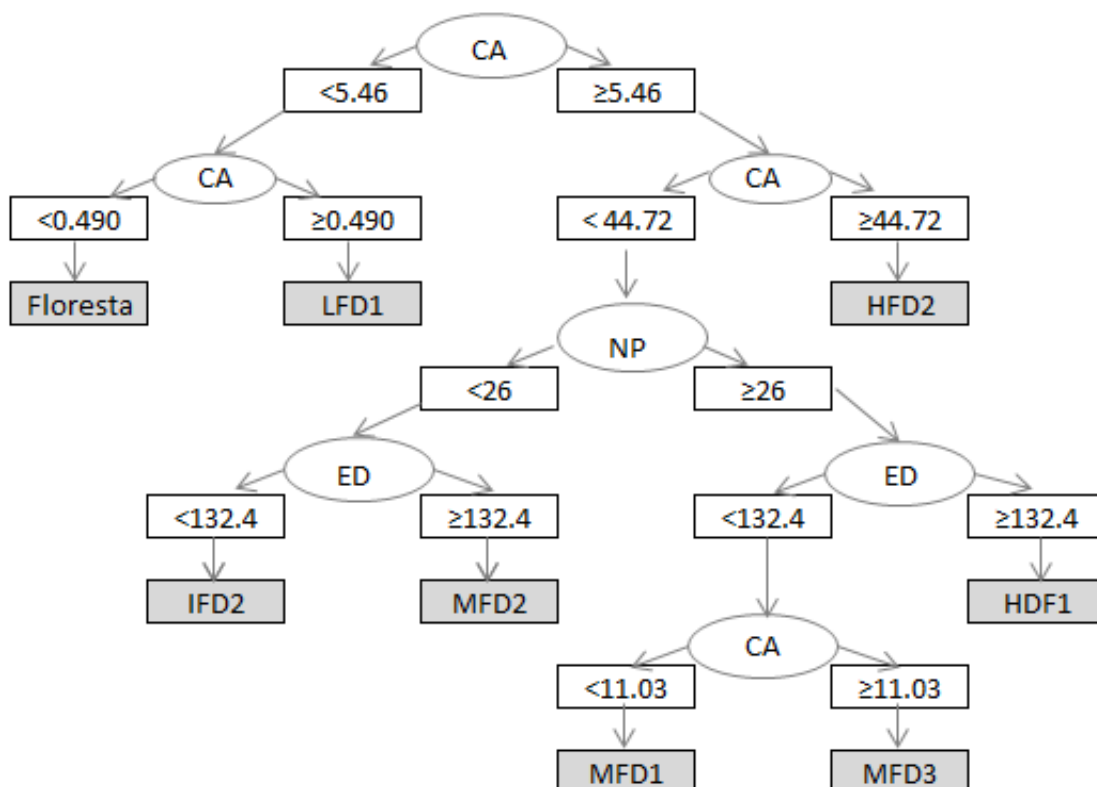 CA
<5.46 ≥5.46
CA CA
<0.490 ≥0.490 < 44.72 ≥44.72
Floresta LFD1 HFD2
NP
<26 ≥26
ED ED
<132.4 ≥132.4 <132.4 ≥132.4
IFD2 MFD2 HDF1
CA
<11.03 ≥11.03
MFD1 MFD3